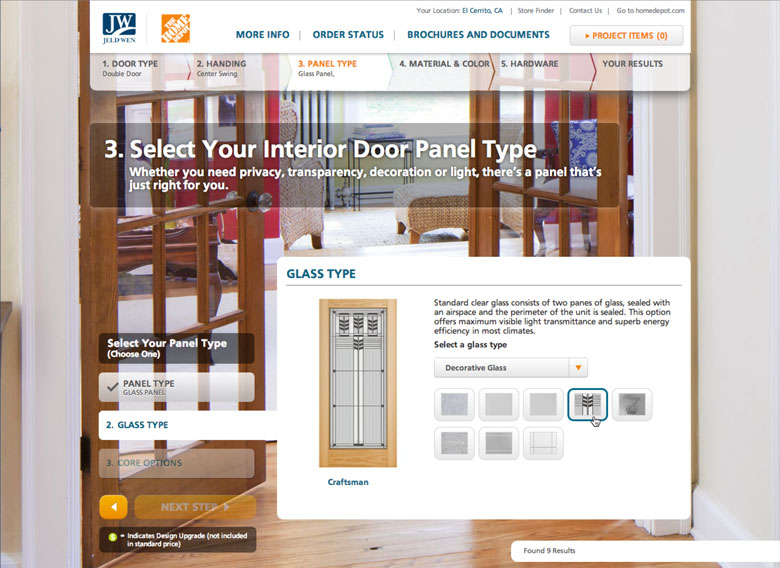 Your Location: El Cerrito, CA | Store Finder | Contact Us | Go to homedepot.com
JW
JELD-WEN
THE HOME DEPOT
MORE INFO | ORDER STATUS | BROCHURES AND DOCUMENTS
PROJECT ITEMS (0)
1. DOOR TYPE
Double Door
2. HANDING
Center Swing
3. PANEL TYPE
Glass Panel,
4. MATERIAL & COLOR
5. HARDWARE
YOUR RESULTS
3. Select Your Interior Door Panel Type
Whether you need privacy, transparency, decoration or light, there's a panel that's
just right for you.
GLASS TYPE
Standard clear glass consists of two panes of glass, sealed with
an airspace and the perimeter of the unit is sealed. This option
offers maximum visible light transmittance and superb energy
efficiency in most climates.
Select a glass type
Decorative Glass
Craftsman
Select Your Panel Type
(Choose One)
PANEL TYPE
GLASS PANEL
2. GLASS TYPE
3. CORE OPTIONS
NEXT STEP
$ = Indicates Design Upgrade (not included
in standard price)
Found 9 Results